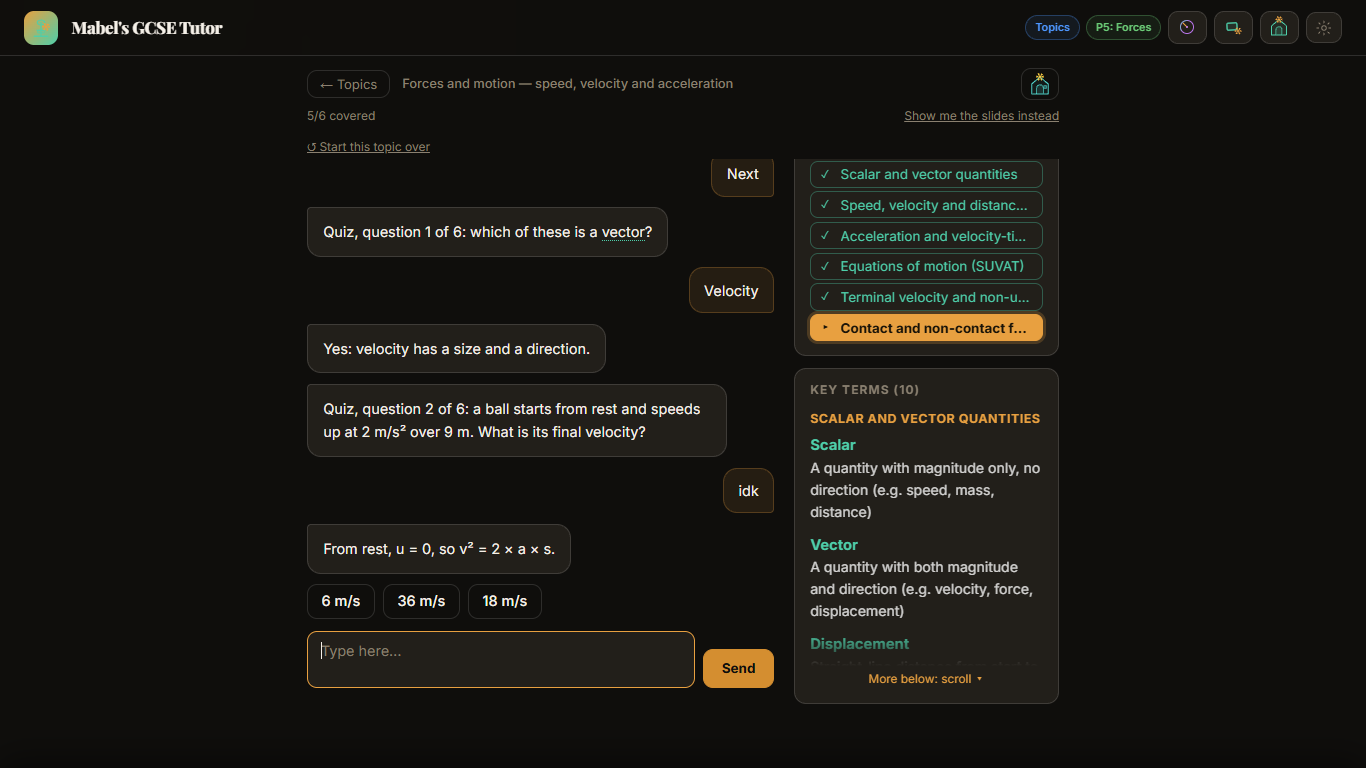 Mabel's GCSE Tutor
Topics
P5: Forces
← Topics
Forces and motion — speed, velocity and acceleration
5/6 covered
Show me the slides instead
↺ Start this topic over
Next
Quiz, question 1 of 6: which of these is a vector?
Velocity
Yes: velocity has a size and a direction.
Quiz, question 2 of 6: a ball starts from rest and speeds
up at 2 m/s² over 9 m. What is its final velocity?
idk
From rest, u = 0, so v² = 2 × a × s.
6 m/s
36 m/s
18 m/s
Type here...
Send
✓ Scalar and vector quantities
✓ Speed, velocity and distanc...
✓ Acceleration and velocity-ti...
✓ Equations of motion (SUVAT)
✓ Terminal velocity and non-u...
▸ Contact and non-contact f...
KEY TERMS (10)
SCALAR AND VECTOR QUANTITIES
Scalar
A quantity with magnitude only, no
direction (e.g. speed, mass,
distance)
Vector
A quantity with both magnitude
and direction (e.g. velocity, force,
displacement)
Displacement
More below: scroll ▾